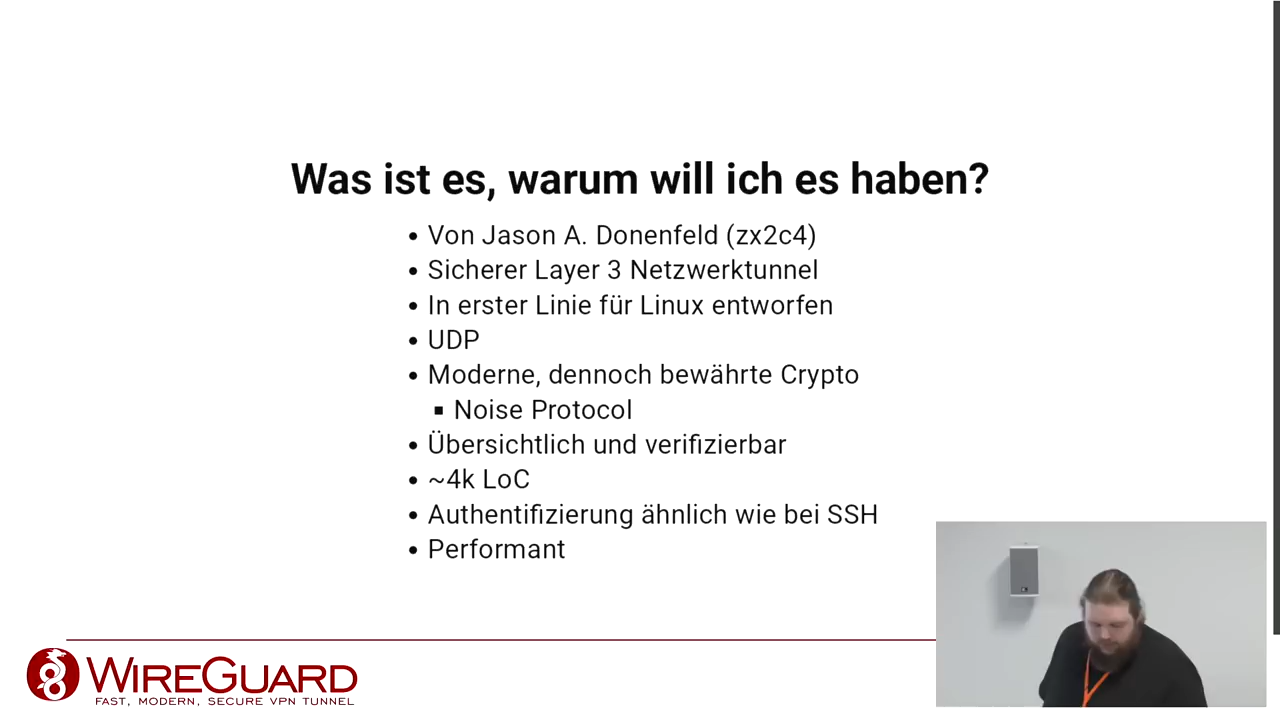 Was ist es, warum will ich es haben?
Von Jason A. Donenfeld (zx2c4)
Sicherer Layer 3 Netzwerktunnel
In erster Linie für Linux entworfen
UDP
Moderne, dennoch bewährte Crypto
Noise Protocol
Übersichtlich und verifizierbar
~4k LoC
Authentifizierung ähnlich wie bei SSH
Performant
WIREGUARD
FAST, MODERN, SECURE VPN TUNNEL